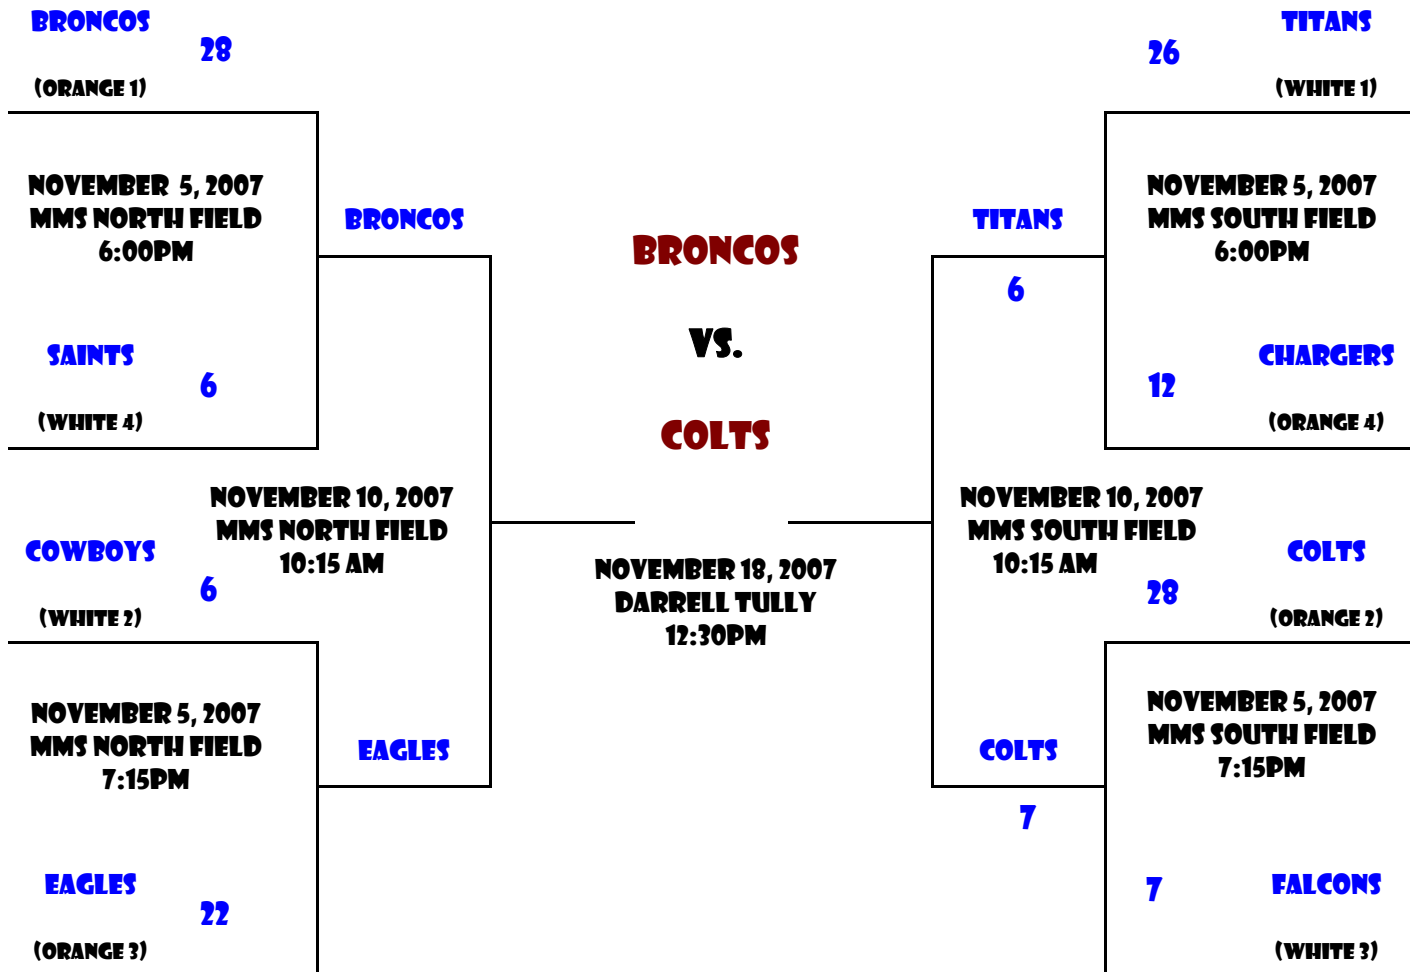 BRONCOS
28
(ORANGE 1)
NOVEMBER 5, 2007
MMS NORTH FIELD
6:00PM
SAINTS
6
(WHITE 4)
COWBOYS
6
(WHITE 2)
NOVEMBER 5, 2007
MMS NORTH FIELD
7:15PM
EAGLES
22
(ORANGE 3)
BRONCOS
NOVEMBER 10, 2007
MMS NORTH FIELD
10:15 AM
EAGLES
BRONCOS
VS.
COLTS
NOVEMBER 18, 2007
DARRELL TULLY
12:30PM
TITANS
6
NOVEMBER 10, 2007
MMS SOUTH FIELD
10:15 AM
COLTS
7
TITANS
26
(WHITE 1)
NOVEMBER 5, 2007
MMS SOUTH FIELD
6:00PM
CHARGERS
12
(ORANGE 4)
COLTS
28
(ORANGE 2)
NOVEMBER 5, 2007
MMS SOUTH FIELD
7:15PM
7
FALCONS
(WHITE 3)